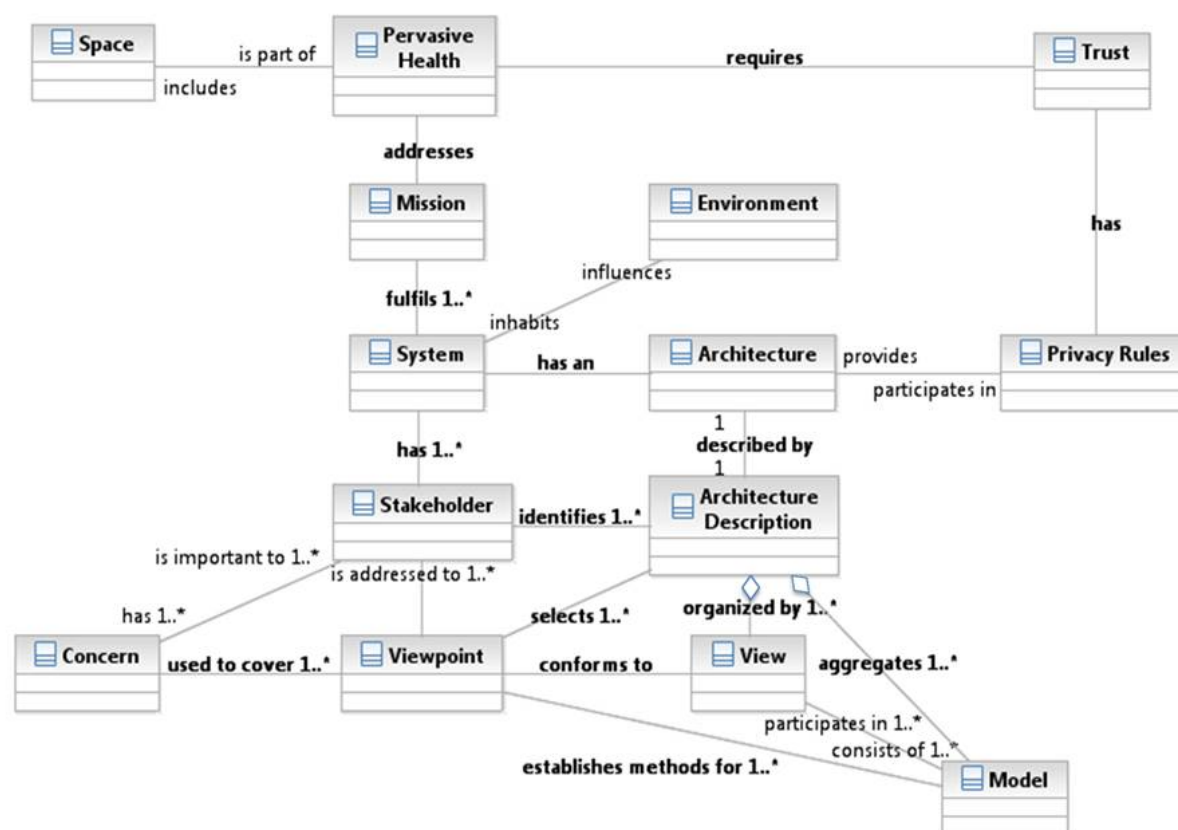 Space
is part of
includes
Pervasive
Health
requires
Trust
addresses
Mission
Environment
has
influences
fulfils 1..*
inhabits
System
has an
Architecture
provides
participates in
Privacy Rules
1
described by
1
has 1..*
Stakeholder
identifies 1..*
Architecture
Description
is important to 1..*
is addressed to 1..*
has 1..*
selects 1..*
organized by 1..*
Concern
used to cover 1..*
Viewpoint
conforms to
View
aggregates 1..*
participates in 1..*
consists of 1..*
establishes methods for 1..*
Model